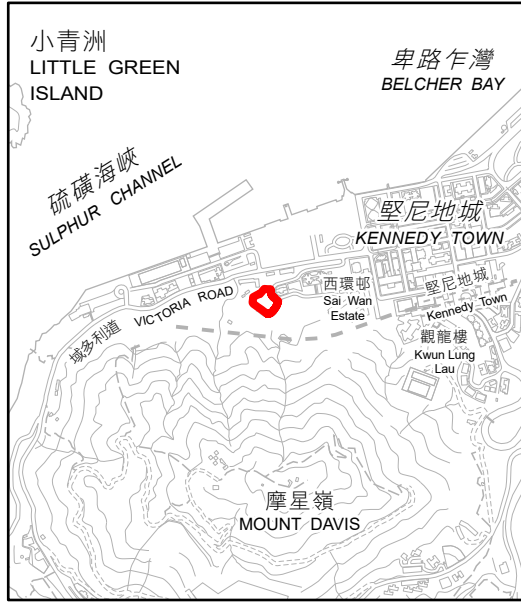 小青洲
LITTLE GREEN
ISLAND
卑路乍灣
BELCHER BAY
硫磺海峽
SULPHUR CHANNEL
堅尼地城
KENNEDY TOWN
西環邨
Sai Wan
Estate
堅尼地城
Kennedy Town
域多利道 VICTORIA ROAD
觀龍樓
Kwun Lung
Lau
摩星嶺
MOUNT DAVIS